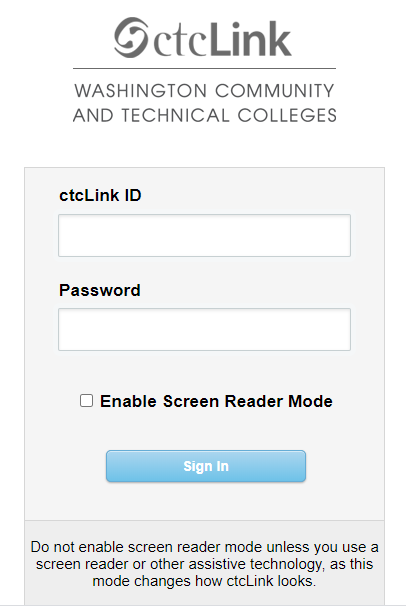 ctcLink
WASHINGTON COMMUNITY
AND TECHNICAL COLLEGES
ctcLink ID
Password
Enable Screen Reader Mode
Sign In
Do not enable screen reader mode unless you use a
screen reader or other assistive technology, as this
mode changes how ctcLink looks.